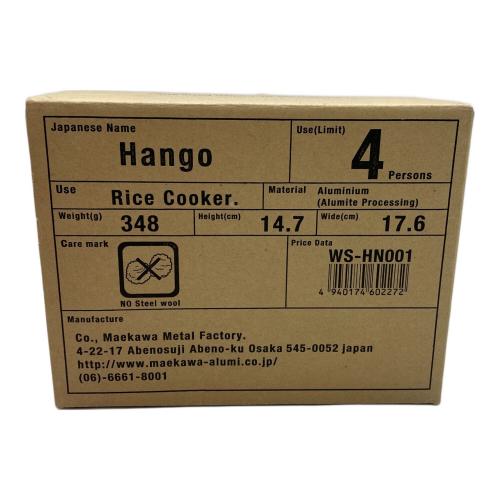 Japanese Name
Hango
Use(Limit)
4
Persons
Use
Rice Cooker.
Material
Aluminium
(Alumite Processing)
Weight(g)
348
Height(cm)
14.7
Wide(cm)
17.6
Care mark
NO Steel wool
Price Data
WS-HN001
4 940174 602272
Manufacture
Co., Maekawa Metal Factory.
4-22-17 Abenosuji Abeno-ku Osaka 545-0052 japan
http://www.maekawa-alumi.co.jp/
(06)-6661-8001